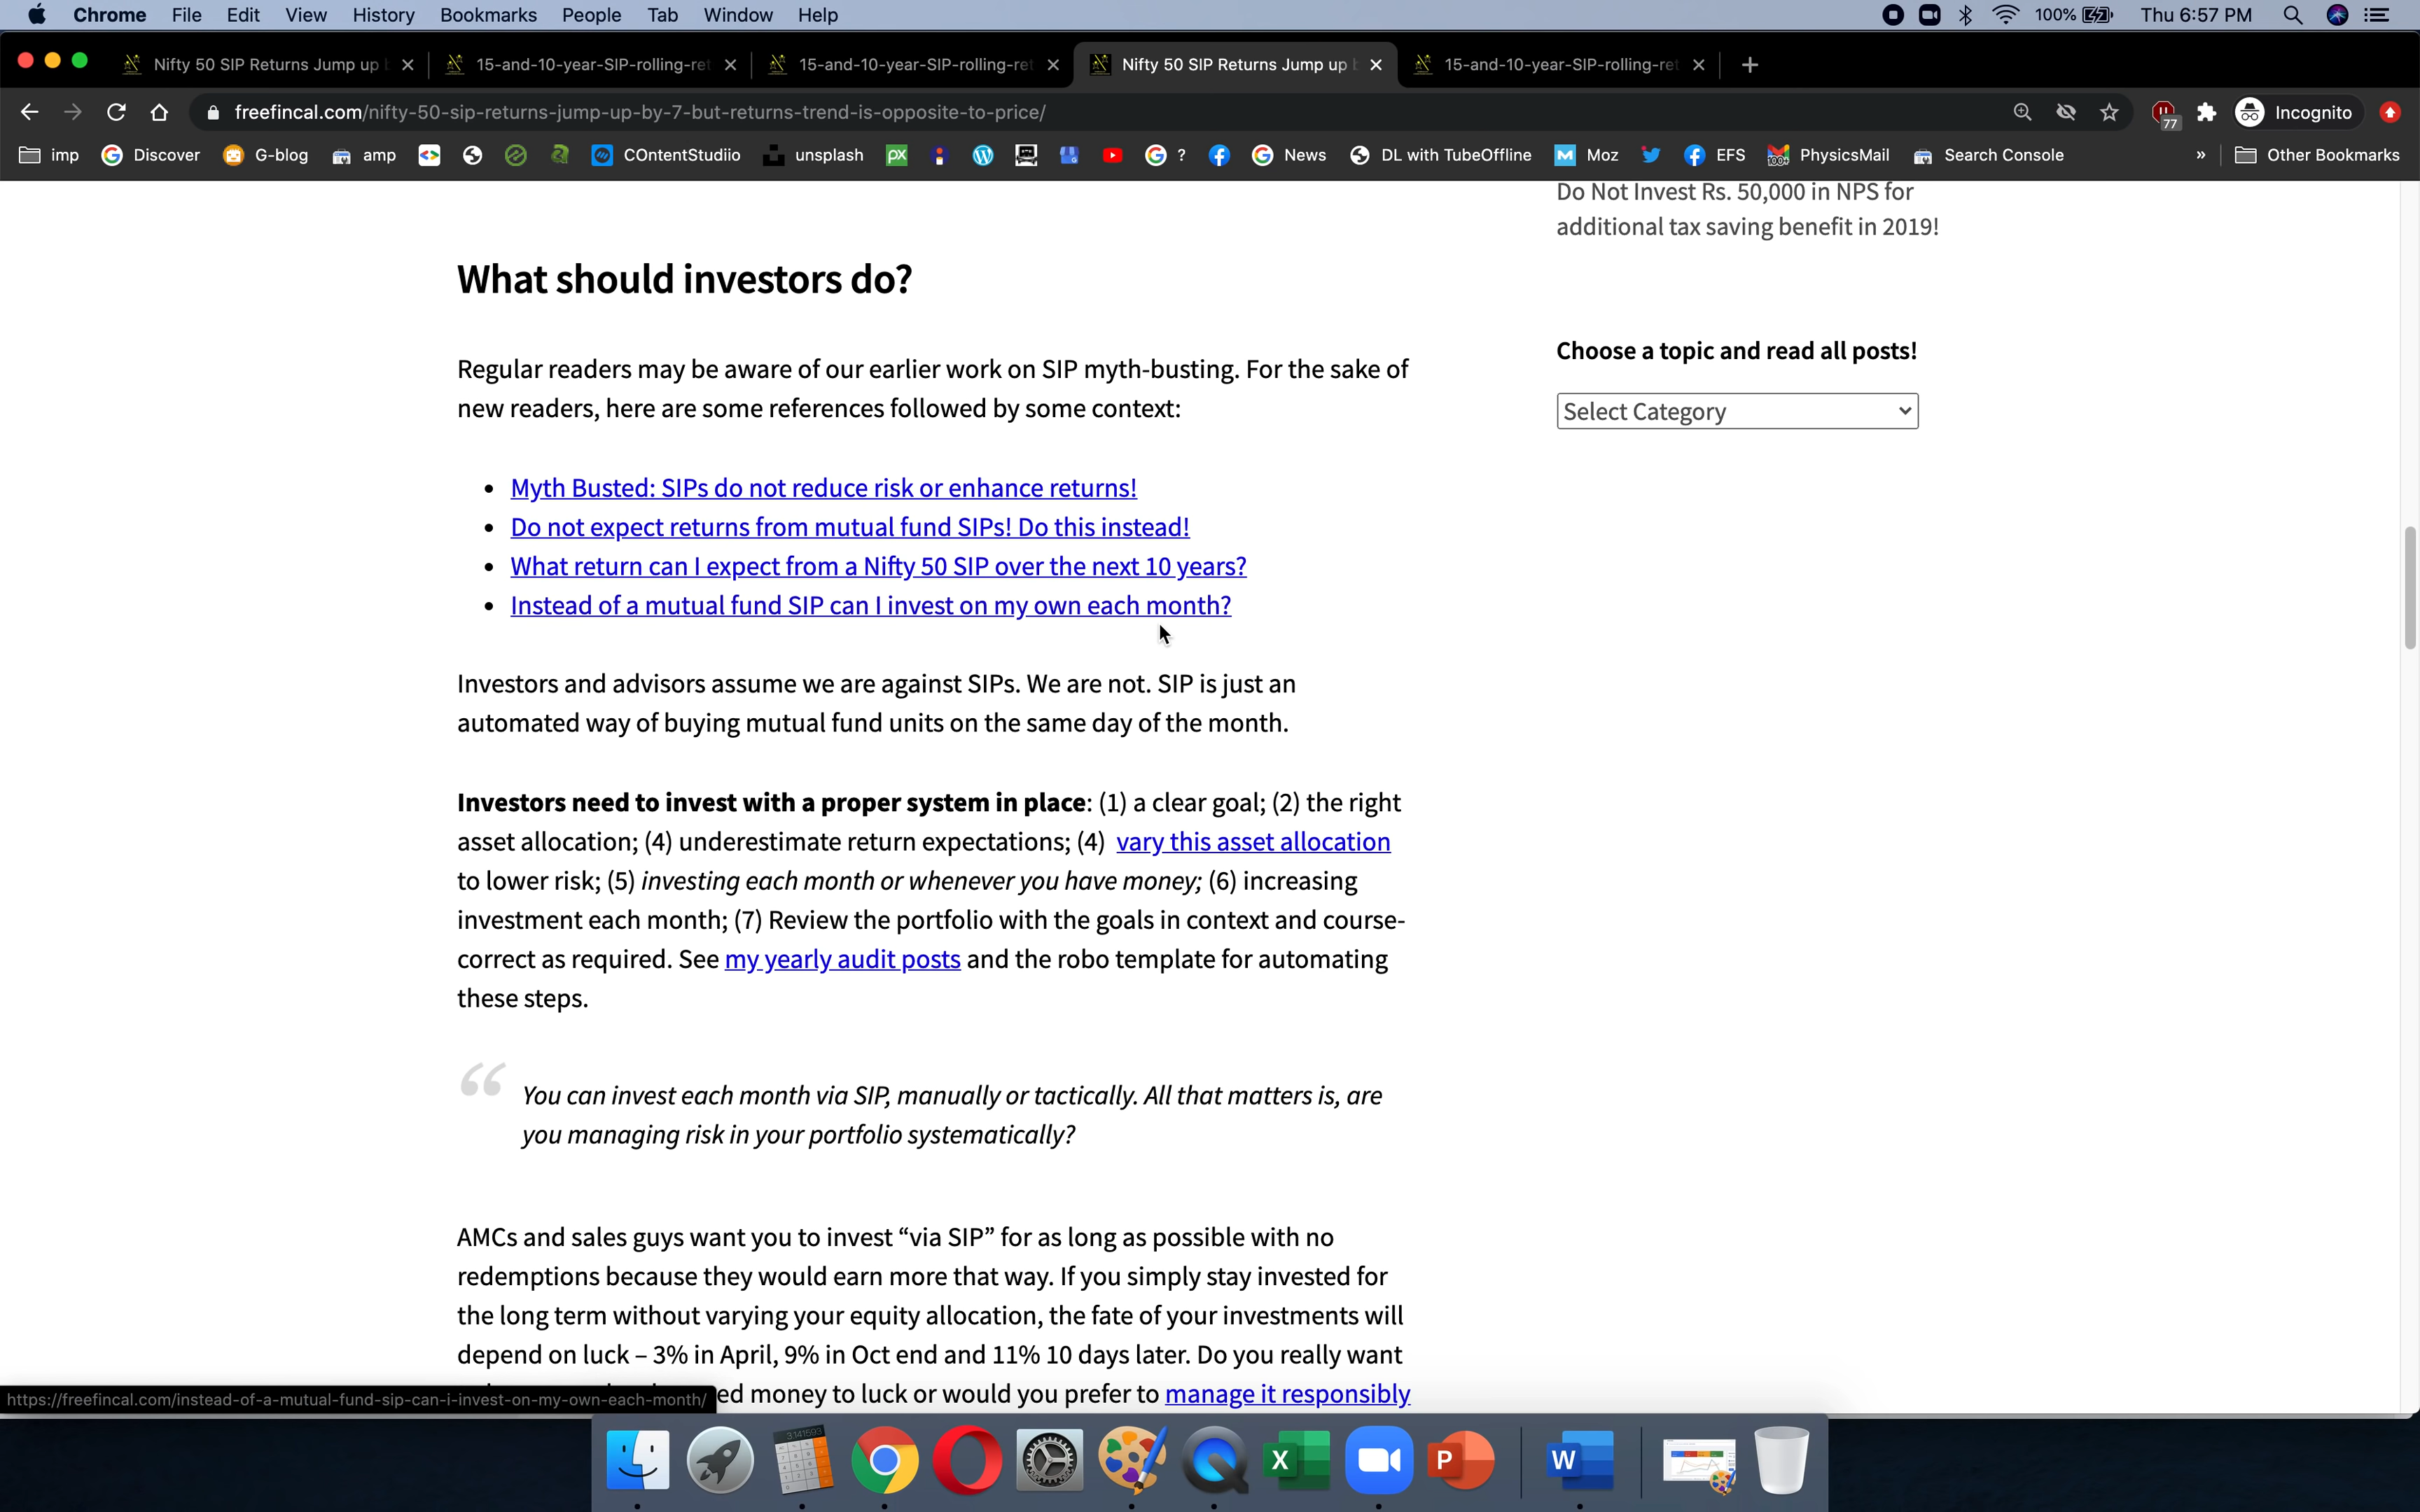 Chrome File Edit View History Bookmarks People Tab Window Help 100% Thu 6:57 PM
Nifty 50 SIP Returns Jump up 15-and-10-year-SIP-rolling-ret 15-and-10-year-SIP-rolling-ret Nifty 50 SIP Returns Jump up 15-and-10-year-SIP-rolling-ret
freefincal.com/nifty-50-sip-returns-jump-up-by-7-but-returns-trend-is-opposite-to-price/ 77 Incognito
imp Discover G-blog amp COntentStudiio unsplash PX ? News DL with TubeOffline Moz EFS PhysicsMail Search Console » Other Bookmarks
Do Not Invest Rs. 50,000 in NPS for
additional tax saving benefit in 2019!
Choose a topic and read all posts!
Select Category
What should investors do?
Regular readers may be aware of our earlier work on SIP myth-busting. For the sake of
new readers, here are some references followed by some context:
• Myth Busted: SIPs do not reduce risk or enhance returns!
• Do not expect returns from mutual fund SIPs! Do this instead!
• What return can I expect from a Nifty 50 SIP over the next 10 years?
• Instead of a mutual fund SIP can I invest on my own each month?
Investors and advisors assume we are against SIPs. We are not. SIP is just an
automated way of buying mutual fund units on the same day of the month.
Investors need to invest with a proper system in place: (1) a clear goal; (2) the right
asset allocation; (4) underestimate return expectations; (4) vary this asset allocation
to lower risk; (5) investing each month or whenever you have money; (6) increasing
investment each month; (7) Review the portfolio with the goals in context and course-
correct as required. See my yearly audit posts and the robo template for automating
these steps.
“ You can invest each month via SIP, manually or tactically. All that matters is, are
you managing risk in your portfolio systematically?
AMCs and sales guys want you to invest “via SIP” for as long as possible with no
redemptions because they would earn more that way. If you simply stay invested for
the long term without varying your equity allocation, the fate of your investments will
depend on luck – 3% in April, 9% in Oct end and 11% 10 days later. Do you really want
ed money to luck or would you prefer to manage it responsibly
https://freefincal.com/instead-of-a-mutual-fund-sip-can-i-invest-on-my-own-each-month/
3.141593
X P W